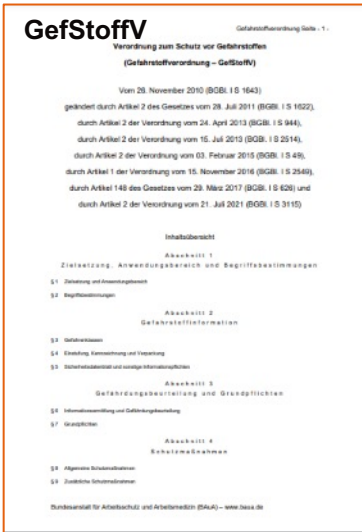 GefStoffV
Gefahrstoffverordnung Seite - 1 -
Verordnung zum Schutz vor Gefahrstoffen
(Gefahrstoffverordnung – GefStoffV)
Vom 26. November 2010 (BGBl. I S 1643)
geändert durch Artikel 2 des Gesetzes vom 28. Juli 2011 (BGBl. I S 1622),
durch Artikel 2 der Verordnung vom 24. April 2013 (BGBl. I S 944),
durch Artikel 2 der Verordnung vom 15. Juli 2013 (BGBl. I S 2514),
durch Artikel 2 der Verordnung vom 03. Februar 2015 (BGBl. I S 49),
durch Artikel 1 der Verordnung vom 15. November 2016 (BGBl. I S 2549),
durch Artikel 148 des Gesetzes vom 29. März 2017 (BGBl. I S 626) und
durch Artikel 2 der Verordnung vom 21. Juli 2021 (BGBl. I S 3115)
Inhaltsübersicht
Abschnitt 1
Zielsetzung, Anwendungsbereich und Begriffsbestimmungen
§ 1 Zielsetzung und Anwendungsbereich
§ 2 Begriffsbestimmungen
Abschnitt 2
Gefahrstoffinformation
§ 3 Gefahrenklassen
§ 4 Einstufung, Kennzeichnung und Verpackung
§ 5 Sicherheitsdatenblatt und sonstige Informationspflichten
Abschnitt 3
Gefährdungsbeurteilung und Grundpflichten
§ 6 Informationsermittlung und Gefährdungsbeurteilung
§ 7 Grundpflichten
Abschnitt 4
Schutzmaßnahmen
§ 8 Allgemeine Schutzmaßnahmen
§ 9 Zusätzliche Schutzmaßnahmen
Bundesanstalt für Arbeitsschutz und Arbeitsmedizin (BAuA) – www.baua.de